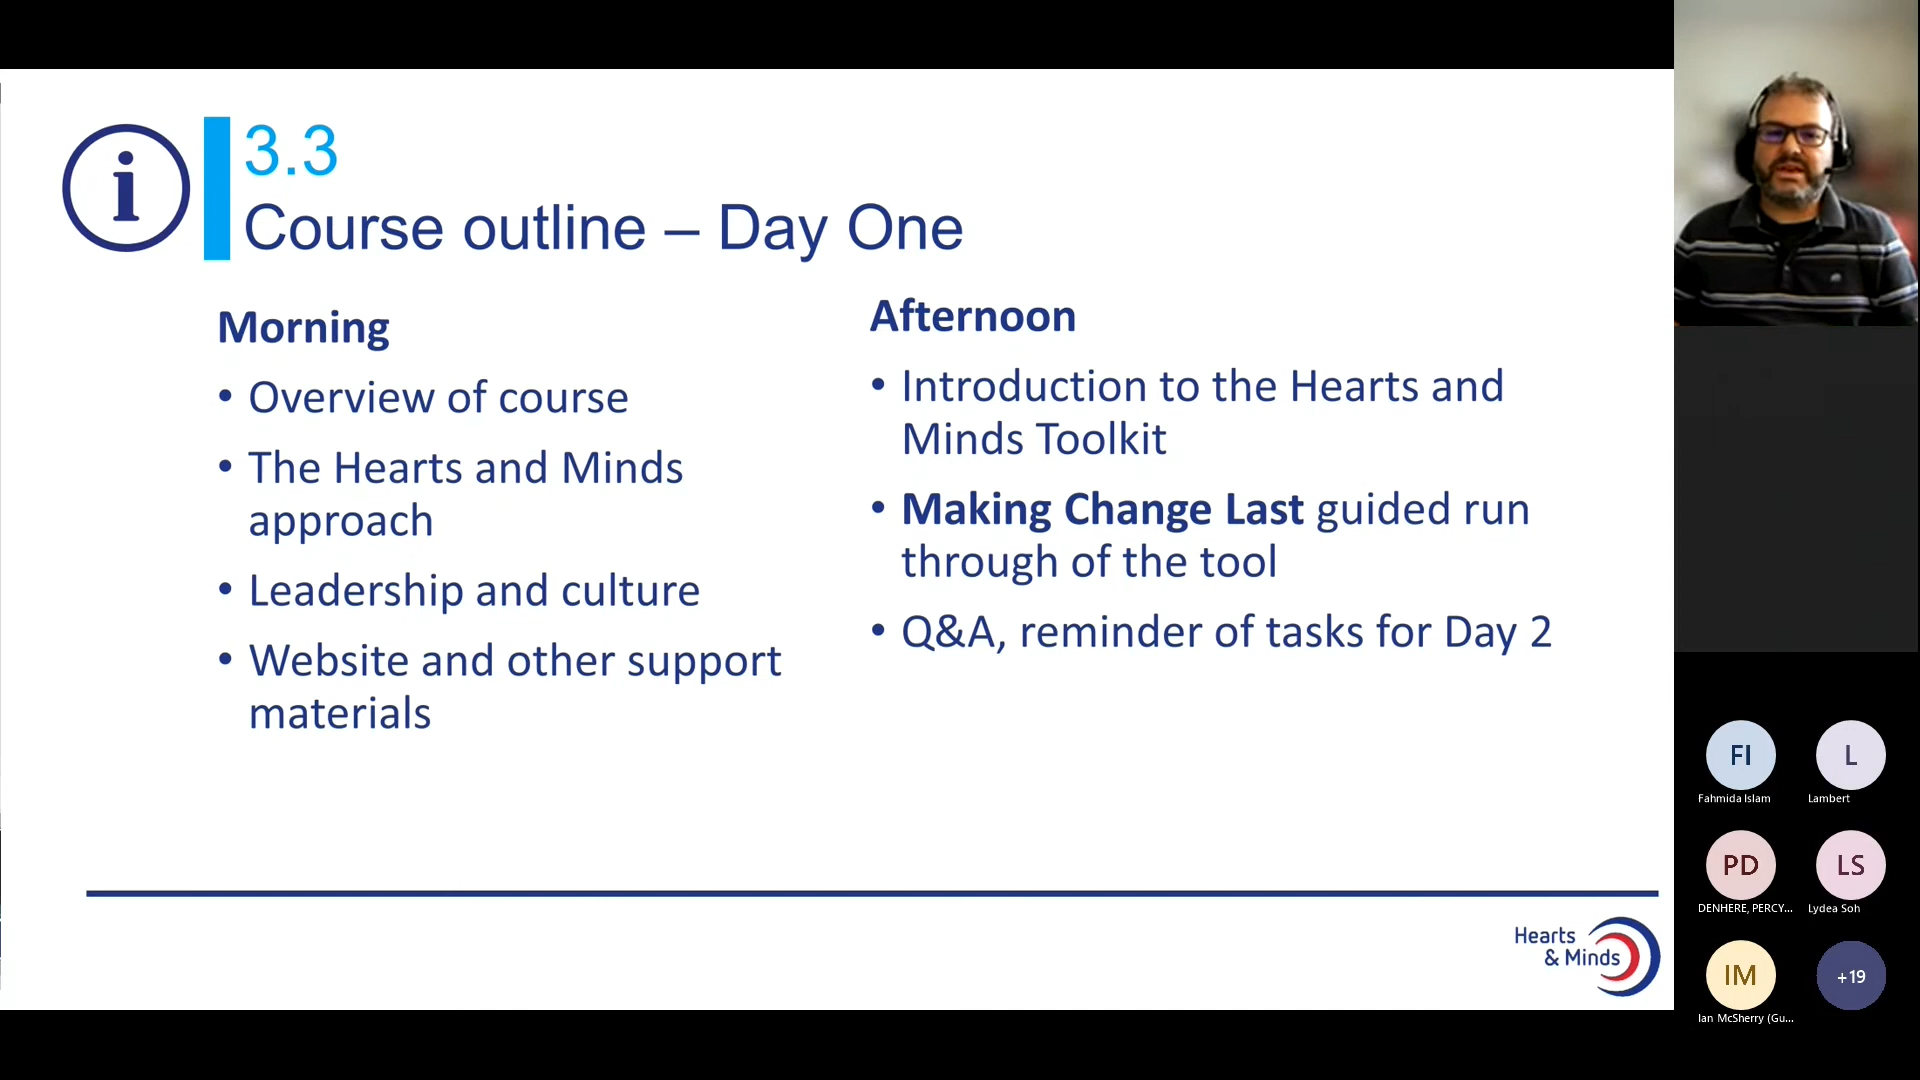 i
3.3
Course outline – Day One
Morning
• Overview of course
• The Hearts and Minds
approach
• Leadership and culture
• Website and other support
materials
Afternoon
• Introduction to the Hearts and
Minds Toolkit
• Making Change Last guided run
through of the tool
• Q&A, reminder of tasks for Day 2
Hearts
& Minds
FI
Fahmida Islam
L
Lambert
PD
DENHERE, PERCY...
LS
Lydea Soh
IM
Ian McSherry (Gu...
+19